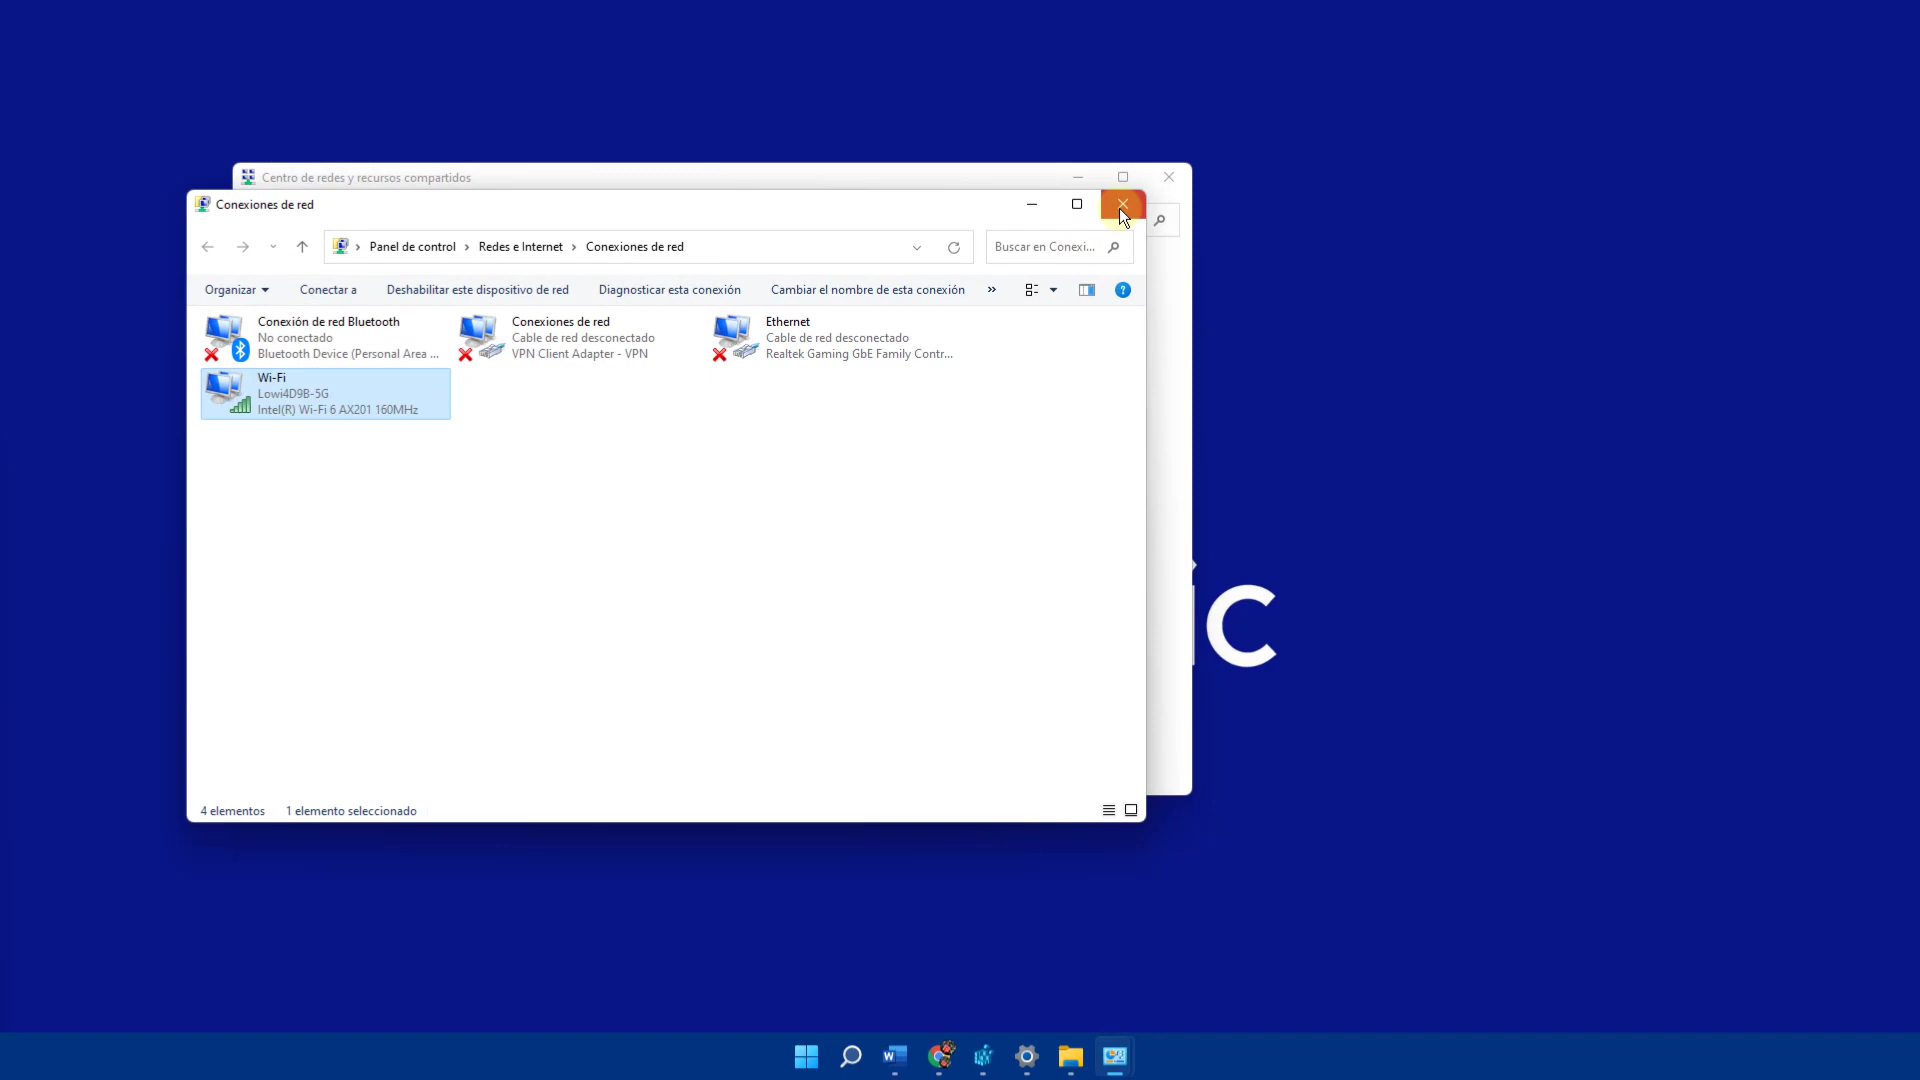 Centro de redes y recursos compartidos
Conexiones de red
Panel de control > Redes e Internet > Conexiones de red
Buscar en Conexi...
Organizar
Conectar a
Deshabilitar este dispositivo de red
Diagnosticar esta conexión
Cambiar el nombre de esta conexión
»
Conexión de red Bluetooth
No conectado
Bluetooth Device (Personal Area ...
Conexiones de red
Cable de red desconectado
VPN Client Adapter - VPN
Ethernet
Cable de red desconectado
Realtek Gaming GbE Family Contr...
Wi-Fi
Lowi4D9B-5G
Intel(R) Wi-Fi 6 AX201 160MHz
4 elementos
1 elemento seleccionado
C